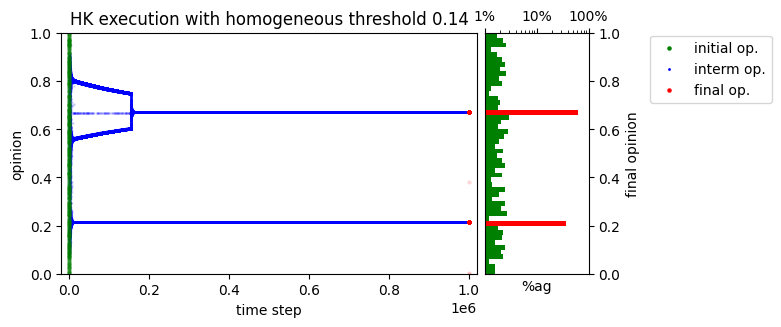 HK execution with homogeneous threshold 0.14
1% 10% 100%
1.0
0.8
0.6
0.4
0.2
0.0
opinion
0.0 0.2 0.4 0.6 0.8 1.0
1e6
time step
%ag
1.0
0.8
0.6
0.4
0.2
0.0
final opinion
initial op.
interm op.
final op.